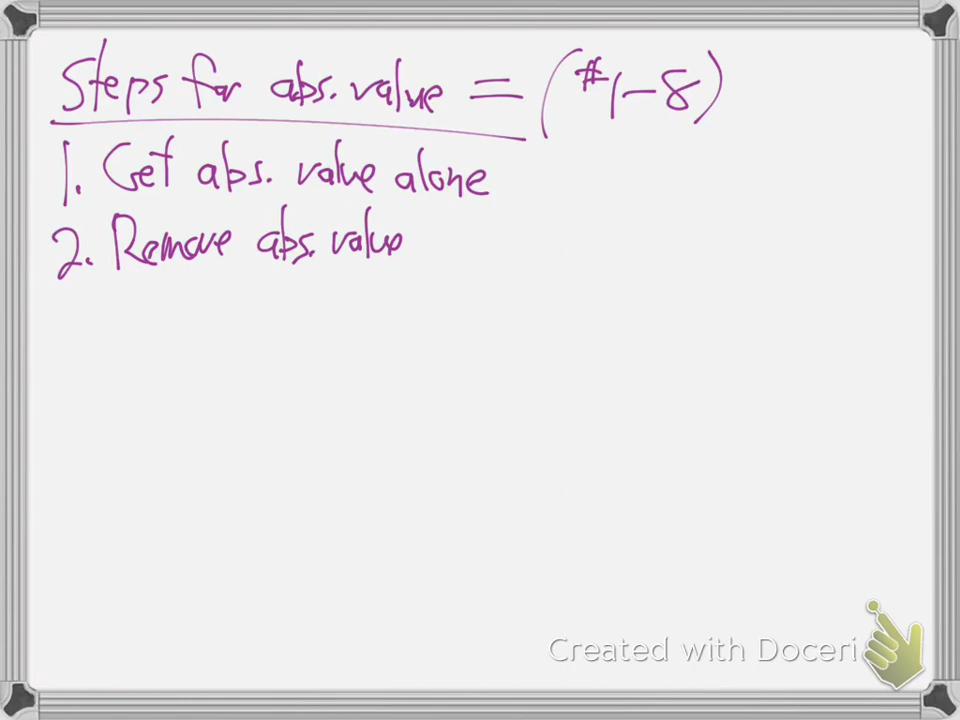 Steps for abs. value = (#1-8)
1. Get abs. value alone
2. Remove abs. value
Created with Doceri